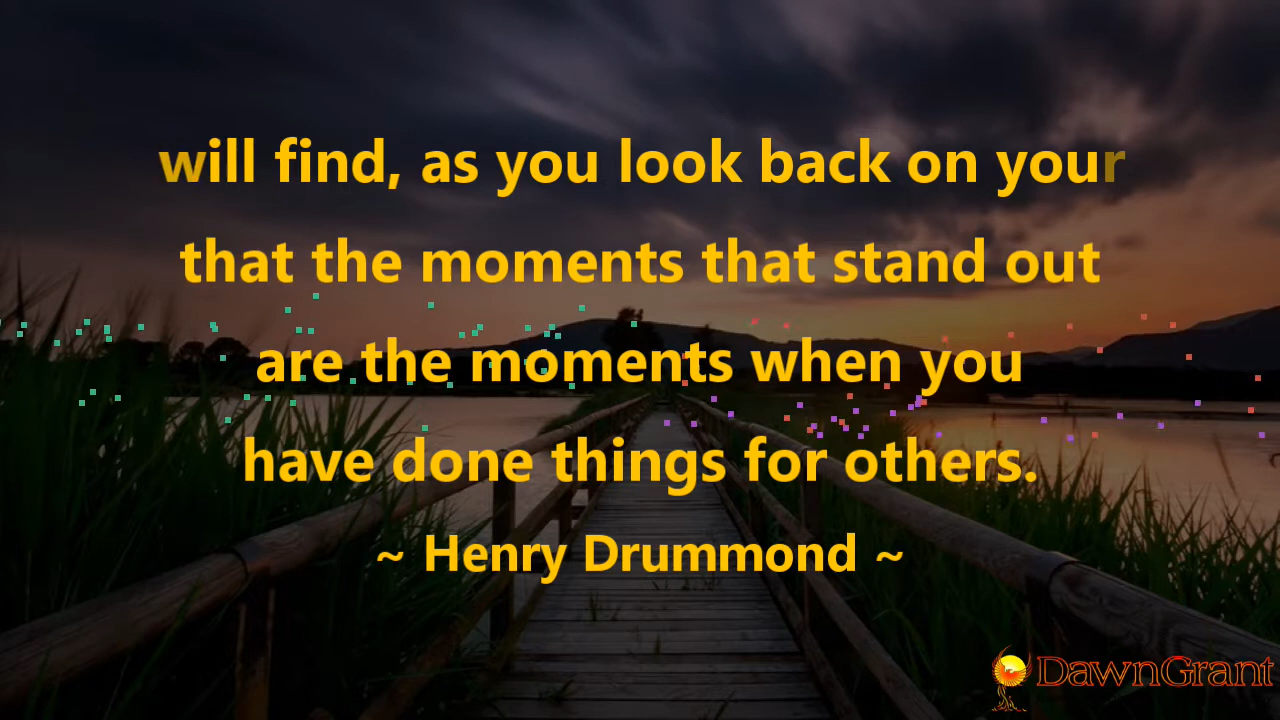 will find, as you look back on your
that the moments that stand out
are the moments when you
have done things for others.
~ Henry Drummond ~
DawnGrant